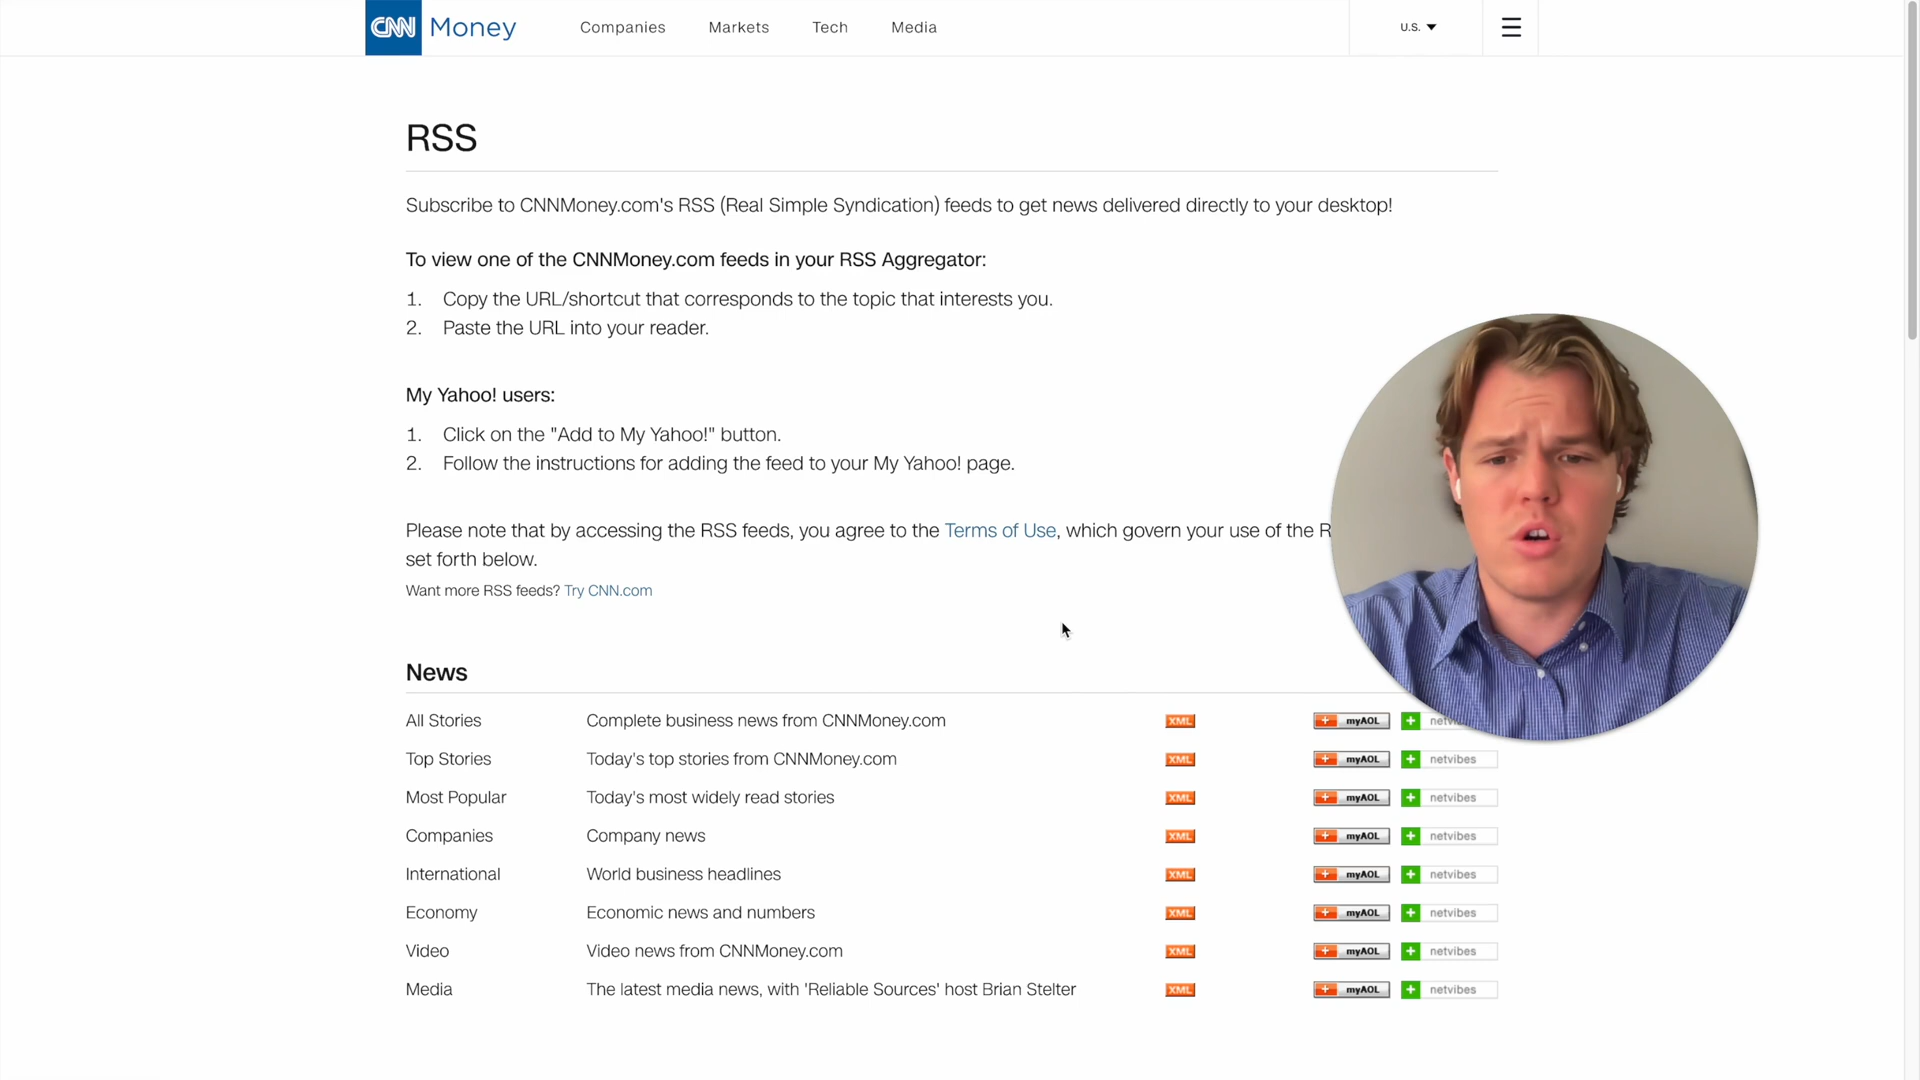 CNN Money Companies Markets Tech Media U.S.
RSS
Subscribe to CNNMoney.com's RSS (Real Simple Syndication) feeds to get news delivered directly to your desktop!
To view one of the CNNMoney.com feeds in your RSS Aggregator:
1. Copy the URL/shortcut that corresponds to the topic that interests you.
2. Paste the URL into your reader.
My Yahoo! users:
1. Click on the "Add to My Yahoo!" button.
2. Follow the instructions for adding the feed to your My Yahoo! page.
Please note that by accessing the RSS feeds, you agree to the Terms of Use, which govern your use of the
set forth below.
Want more RSS feeds? Try CNN.com
News
All Stories Complete business news from CNNMoney.com XML myAOL
Top Stories Today's top stories from CNNMoney.com XML myAOL netvibes
Most Popular Today's most widely read stories XML myAOL netvibes
Companies Company news XML myAOL netvibes
International World business headlines XML myAOL netvibes
Economy Economic news and numbers XML myAOL netvibes
Video Video news from CNNMoney.com XML myAOL netvibes
Media The latest media news, with 'Reliable Sources' host Brian Stelter XML myAOL netvibes